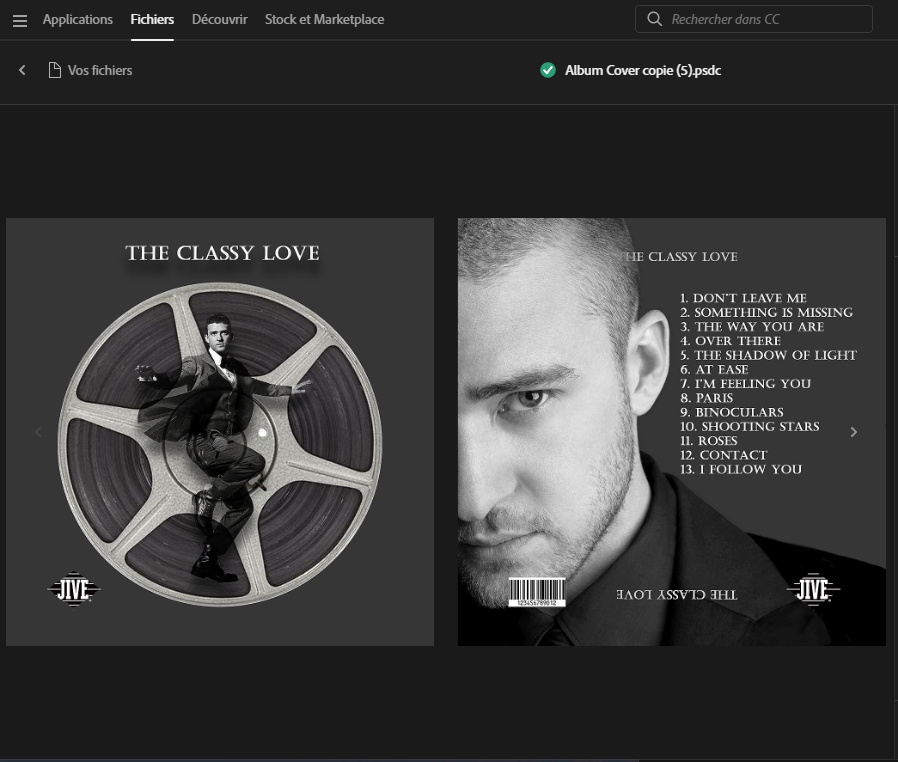 Applications Fichiers Découvrir Stock et Marketplace Rechercher dans CC
Vos fichiers Album Cover copie (5).psdc
THE CLASSY LOVE
JIVE
HE CLASSY LOVE
1. DON'T LEAVE ME
2. SOMETHING IS MISSING
3. THE WAY YOU ARE
4. OVER THERE
5. THE SHADOW OF LIGHT
6. AT EASE
7. I'M FEELING YOU
8. PARIS
9. BINOCULARS
10. SHOOTING STARS
11. ROSES
12. CONTACT
13. I FOLLOW YOU
123456789012
THE CLASSY LOVE
JIVE